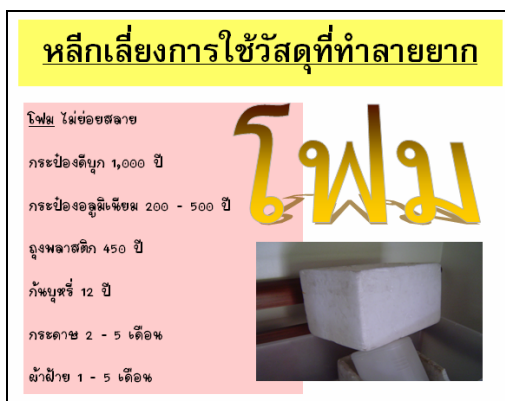 หลีกเลี่ยงการใช้วัสดุที่ทำลายยาก
โฟม ไม่ย่อยสลาย
กระป๋องดีบุก 1,000 ปี
กระป๋องอลูมิเนียม 200 - 500 ปี
ถุงพลาสติก 450 ปี
ก้นบุหรี่ 12 ปี
กระดาษ 2 - 5 เดือน
ผ้าฝ้าย 1 - 5 เดือน
โฟม